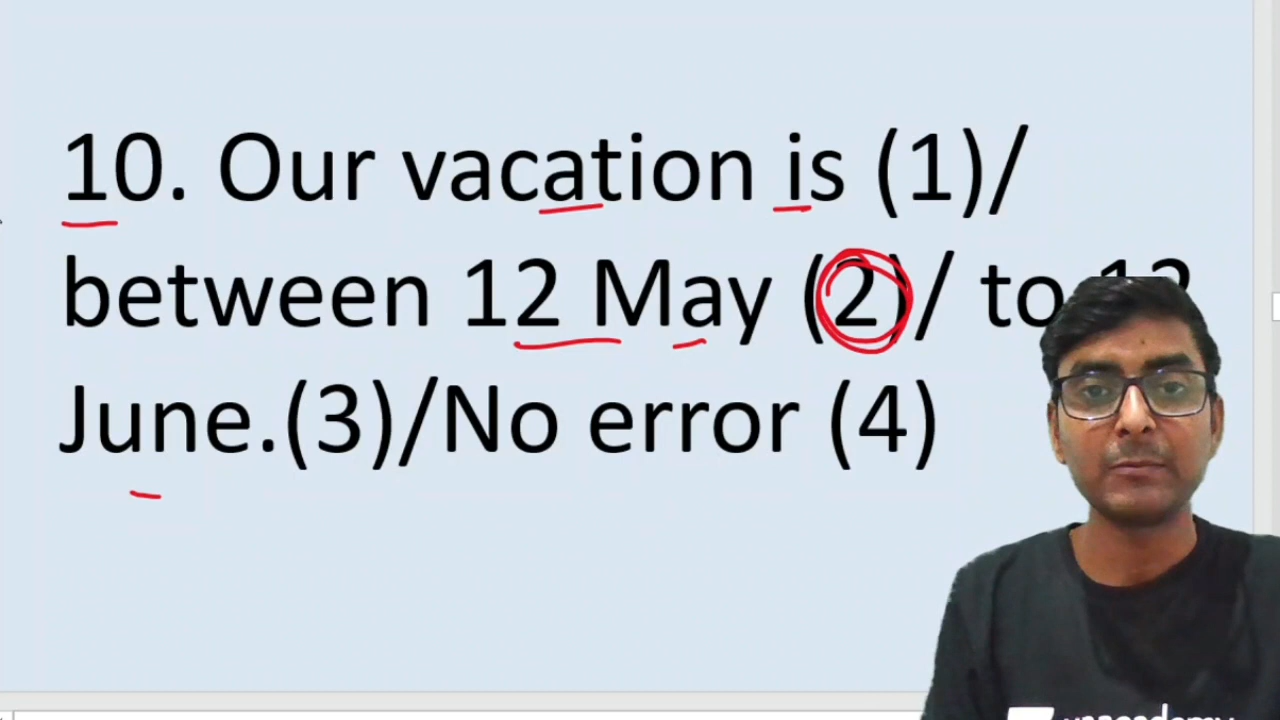 10. Our vacation is (1)/
between 12 May (2)/ to
June.(3)/No error (4)